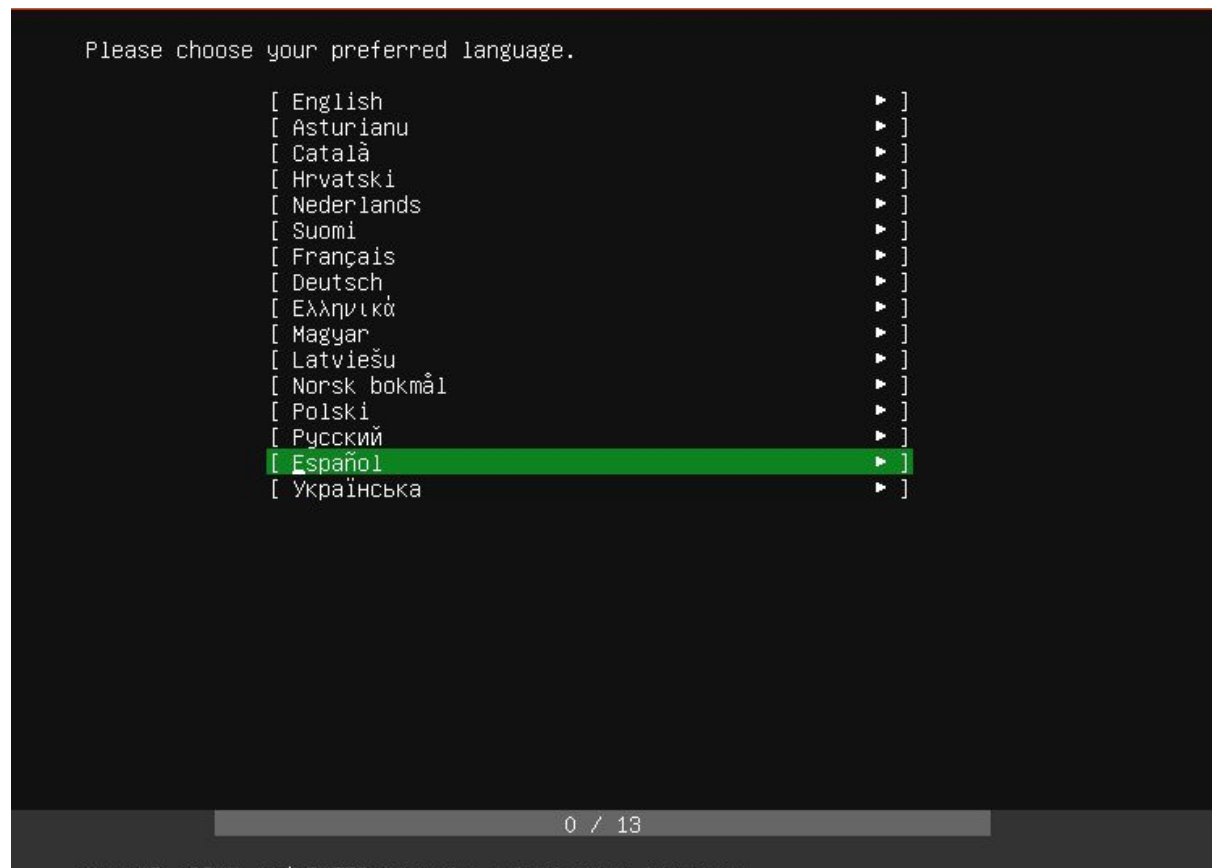 Please choose your preferred language.
[ English ► ]
[ Asturianu ► ]
[ Català ► ]
[ Hrvatski ► ]
[ Nederlands ► ]
[ Suomi ► ]
[ Français ► ]
[ Deutsch ► ]
[ Ελληνικά ► ]
[ Magyar ► ]
[ Latviešu ► ]
[ Norsk bokmål ► ]
[ Polski ► ]
[ Русский ► ]
[ Español ► ]
[ Українська ► ]
0 / 13